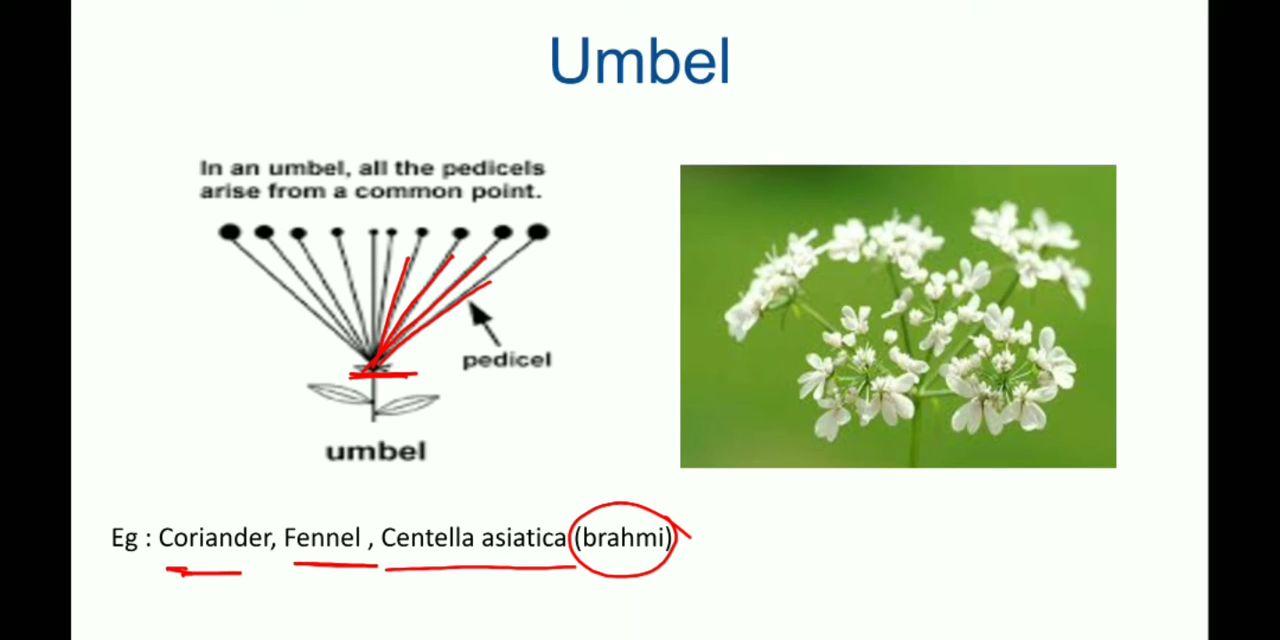 Umbel
In an umbel, all the pedicels
arise from a common point.
pedicel
umbel
Eg : Coriander, Fennel , Centella asiatica (brahmi)